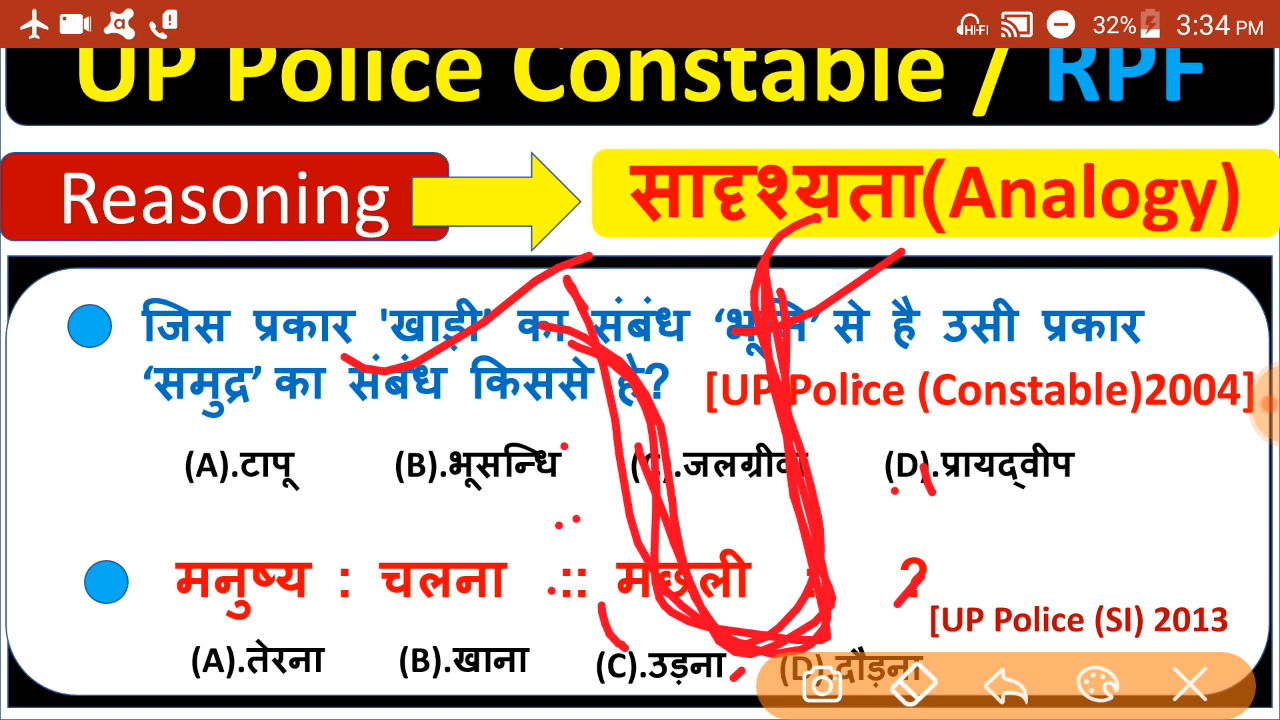 32% 3:34 PM
UP Police Constable / RPF
Reasoning
सादृश्यता(Analogy)
जिस प्रकार 'खाड़ी' का संबंध ‘भूमि’ से है उसी प्रकार
‘समुद्र’ का संबंध किससे है?
[UP Police (Constable)2004]
(A).टापू (B).भूसन्धि (C).जलग्रीवा (D).प्रायद्वीप
मनुष्य : चलना :: मछली : ?
[UP Police (SI) 2013
(A).तेरना (B).खाना (C).उड़ना (D).दौड़ना